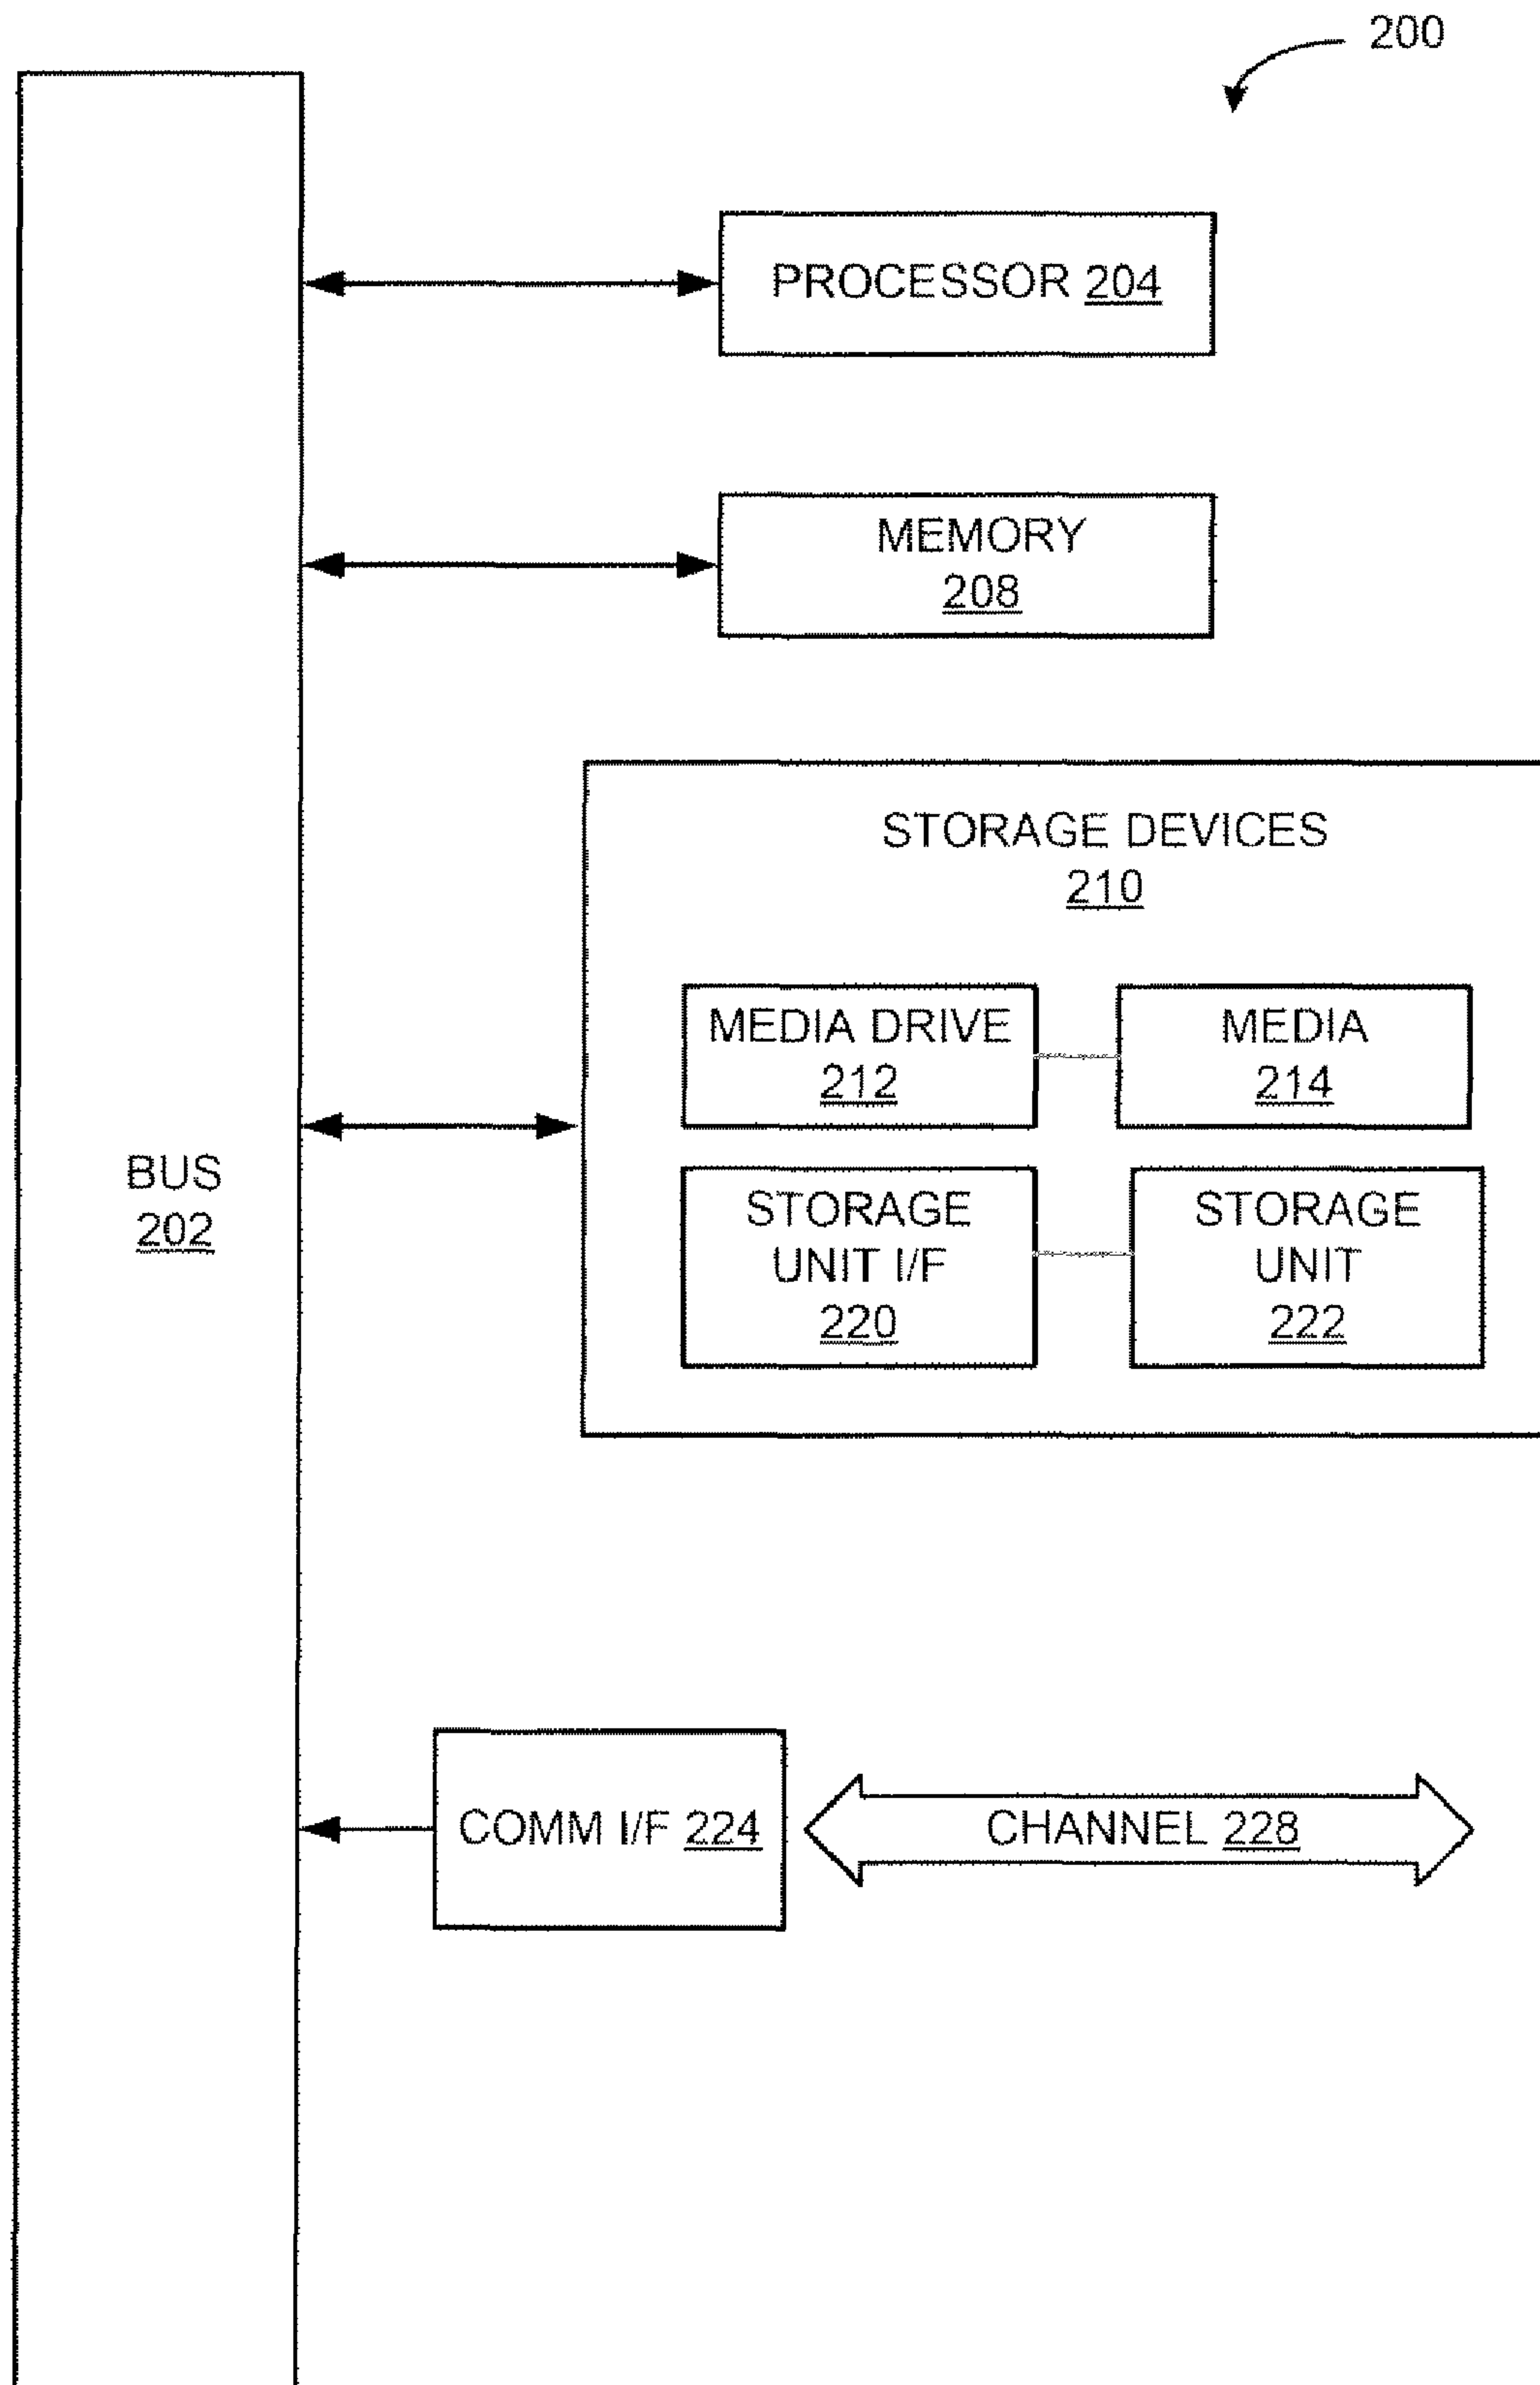 200
PROCESSOR 204
MEMORY
208
STORAGE DEVICES
210
MEDIA DRIVE
212
MEDIA
214
BUS
202
STORAGE
UNIT I/F
220
STORAGE
UNIT
222
COMM I/F 224
CHANNEL 228